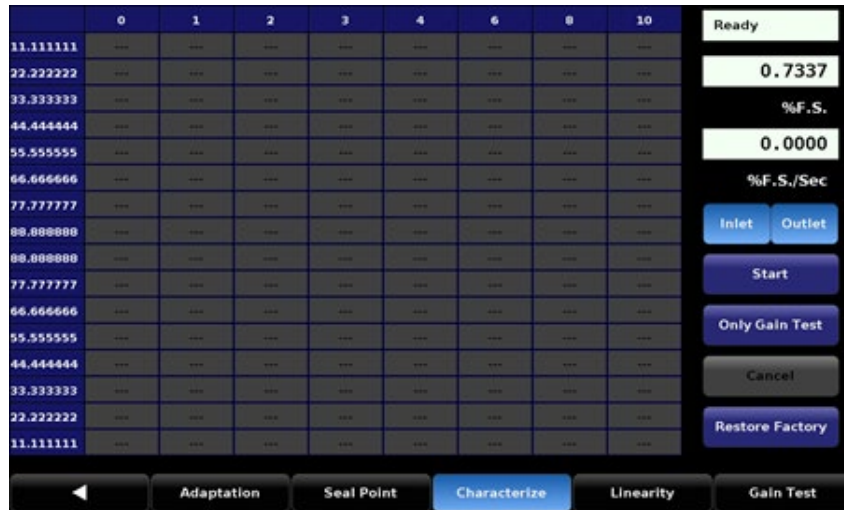 0 1 2 3 4 6 8 10
11.111111 --- --- --- --- --- --- --- ---
22.222222 --- --- --- --- --- --- --- ---
33.333333 --- --- --- --- --- --- --- ---
44.444444 --- --- --- --- --- --- --- ---
55.555555 --- --- --- --- --- --- --- ---
66.666666 --- --- --- --- --- --- --- ---
77.777777 --- --- --- --- --- --- --- ---
88.888888 --- --- --- --- --- --- --- ---
88.888888 --- --- --- --- --- --- --- ---
77.777777 --- --- --- --- --- --- --- ---
66.666666 --- --- --- --- --- --- --- ---
55.555555 --- --- --- --- --- --- --- ---
44.444444 --- --- --- --- --- --- --- ---
33.333333 --- --- --- --- --- --- --- ---
22.222222 --- --- --- --- --- --- --- ---
11.111111 --- --- --- --- --- --- --- ---
Ready
0.7337
%F.S.
0.0000
%F.S./Sec
Inlet Outlet
Start
Only Gain Test
Cancel
Restore Factory
Adaptation Seal Point Characterize Linearity Gain Test